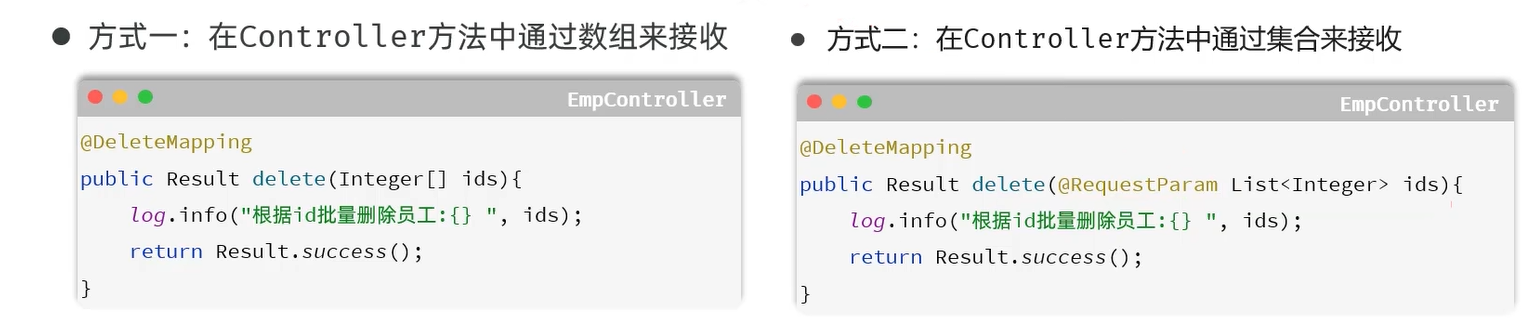 ● 方式一：在Controller方法中通过数组来接收
EmpController
@DeleteMapping
public Result delete(Integer[] ids){
    log.info("根据id批量删除员工:{} ", ids);
    return Result.success();
}
● 方式二：在Controller方法中通过集合来接收
EmpController
@DeleteMapping
public Result delete(@RequestParam List<Integer> ids){
    log.info("根据id批量删除员工:{} ", ids);
    return Result.success();
}